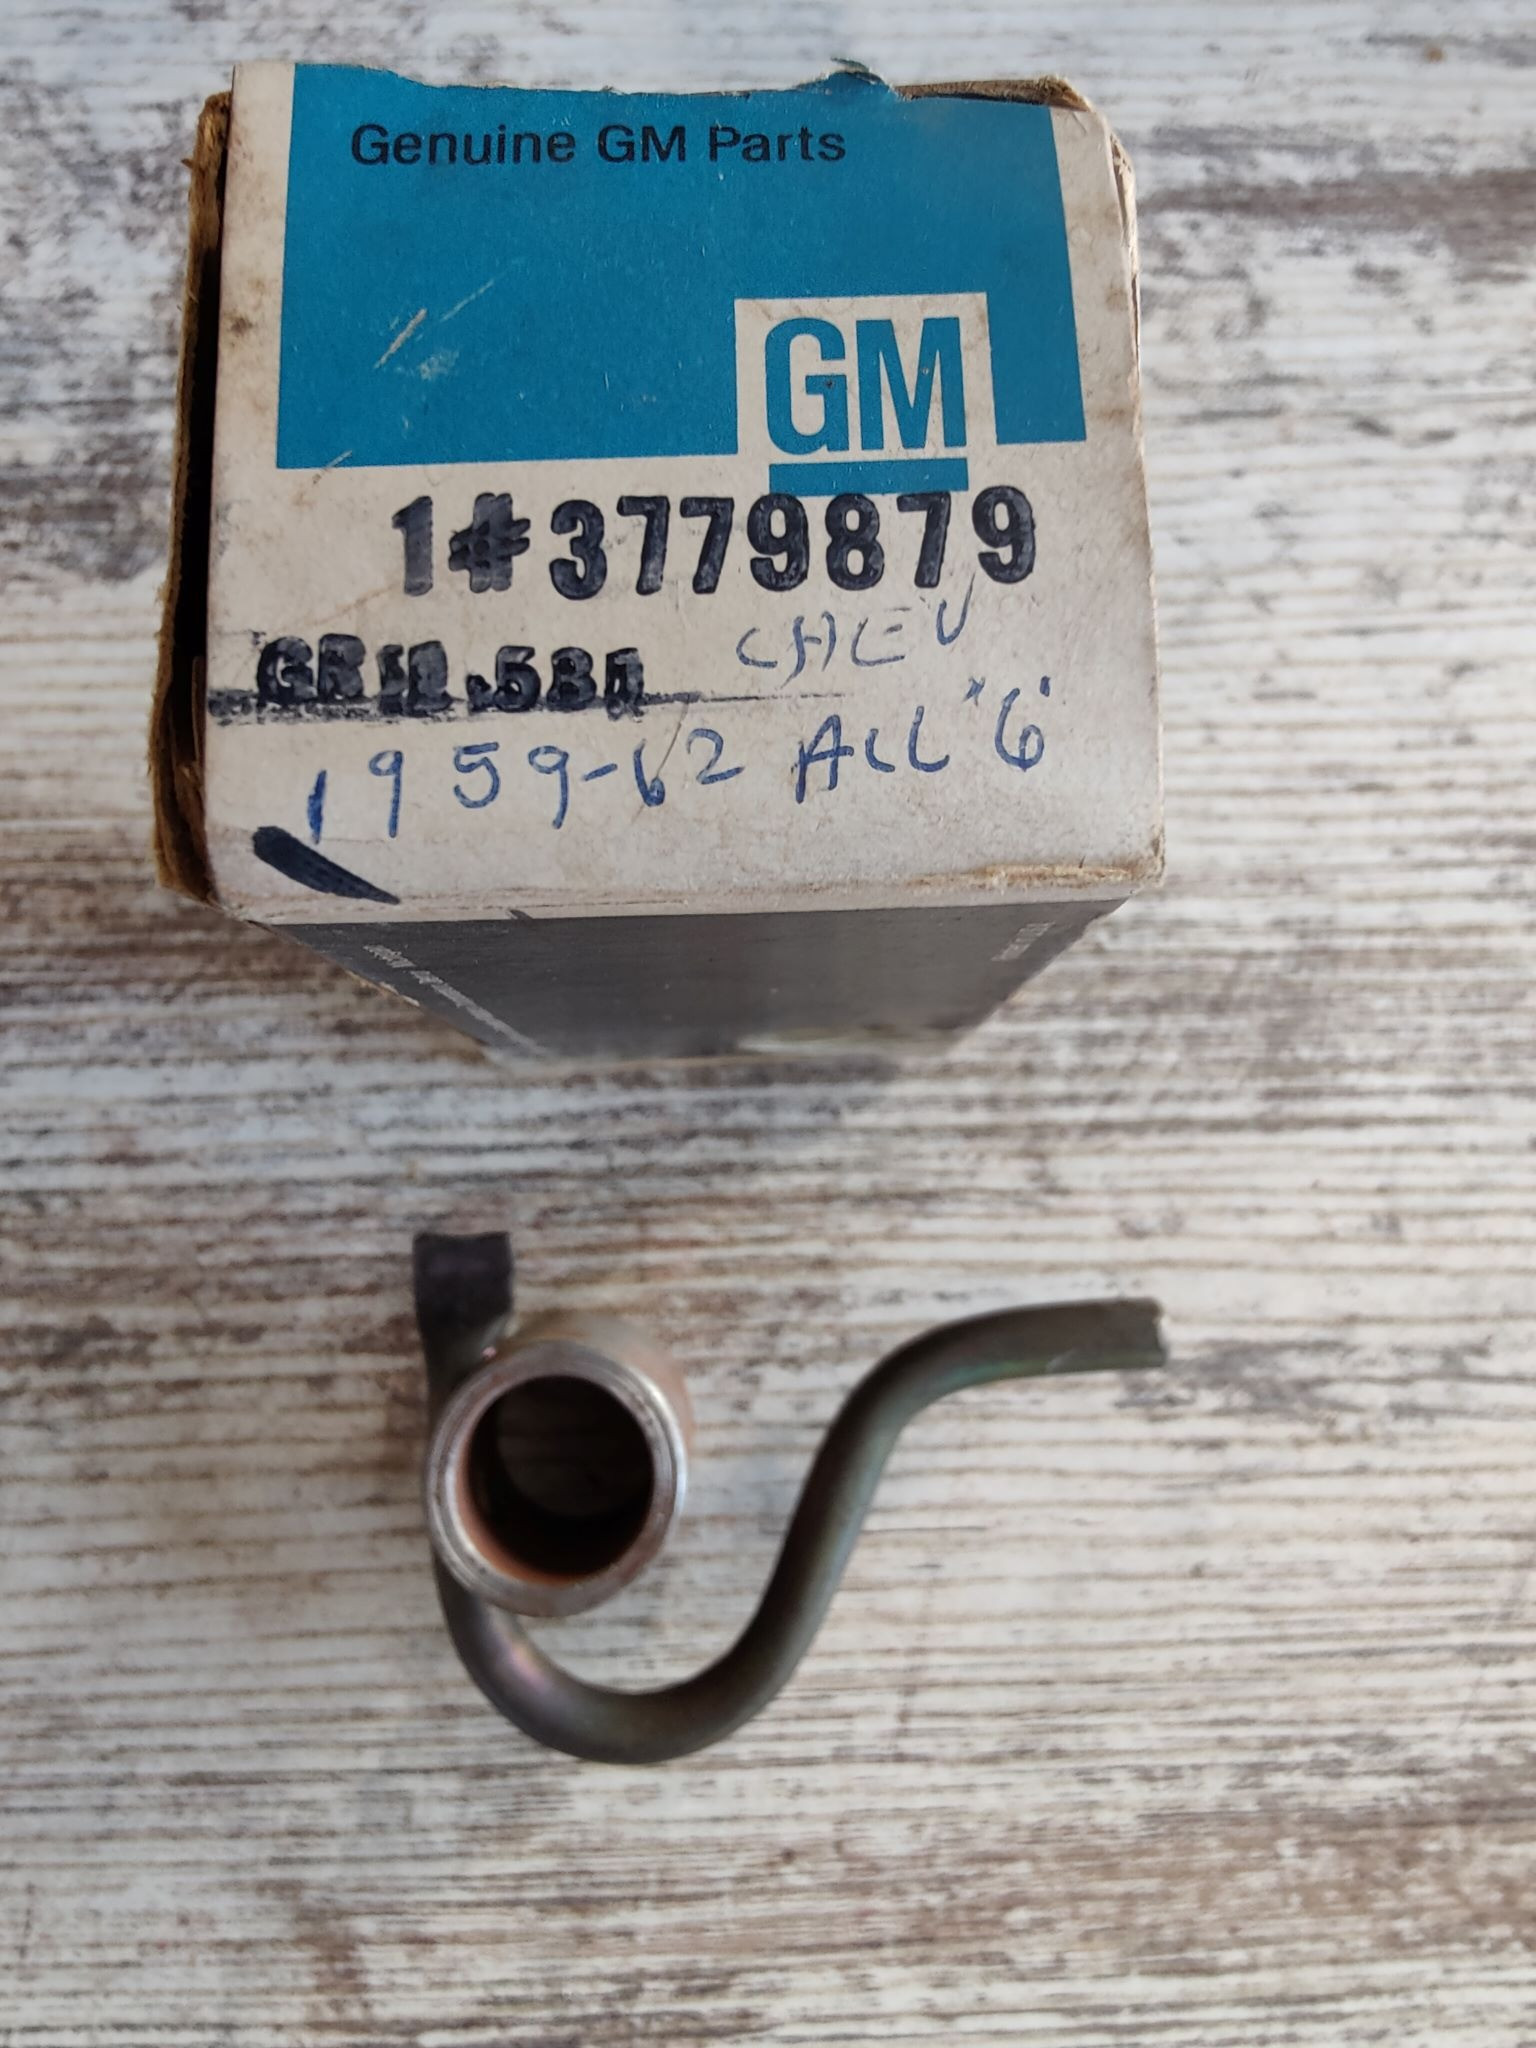 Genuine GM Parts
GM
1#3779879
CHEV
1959-62 ALL "6"